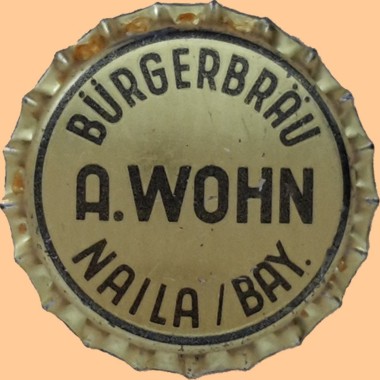 BÜRGERBRÄU
A. WOHN
NAILA / BAY.